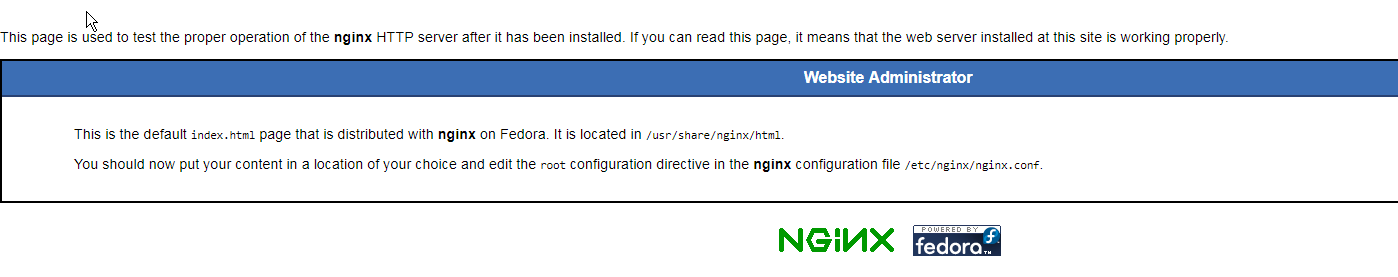 This page is used to test the proper operation of the nginx HTTP server after it has been installed. If you can read this page, it means that the web server installed at this site is working properly.
Website Administrator
This is the default index.html page that is distributed with nginx on Fedora. It is located in /usr/share/nginx/html.
You should now put your content in a location of your choice and edit the root configuration directive in the nginx configuration file /etc/nginx/nginx.conf.
NGINX
POWERED BY
fedora™